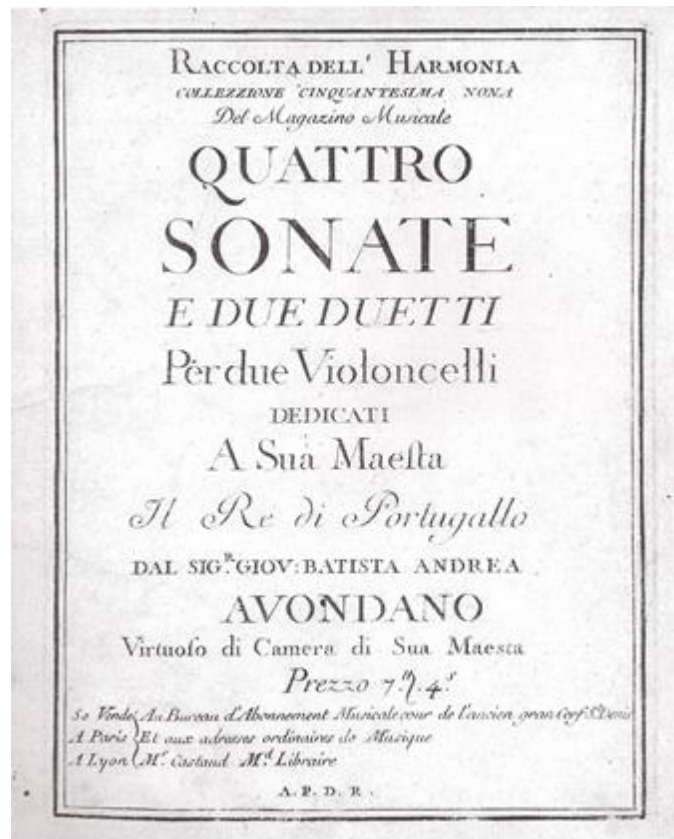 RACCOLTA DELL' HARMONIA
COLLEZZIONE CINQUANTESIMA NONA
Del Magazino Musicale
QUATTRO
SONATE
E DUE DUETTI
Per due Violoncelli
DEDICATI
A Sua Maeſta
Il Re di Portugallo
DAL SIG.R GIOV: BATISTA ANDREA
AVONDANO
Virtuoſo di Camera di Sua Maesta
Prezzo 7.tt 4.s
Se Vende Au Bureau d'Abonnement Musicale cour de l'ancien gran Cerf S.t Denis
A Paris Et aux adresses ordinaires de Musique
A Lyon M.r Castaud M.d Libraire
A. P. D. R.